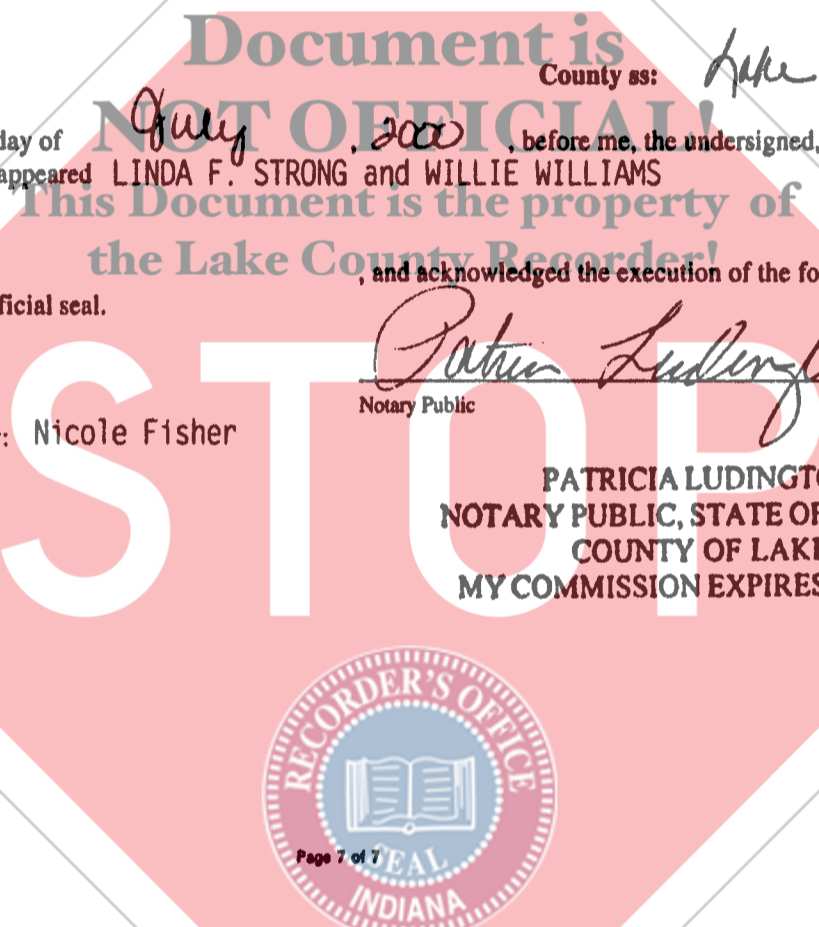 Document is
County ss: Lake
NOT OFFICIAL!
day of July , 2000 , before me, the undersigned,
appeared LINDA F. STRONG and WILLIE WILLIAMS
This Document is the property of
the Lake County Recorder!
, and acknowledged the execution of the fo
ficial seal.
Notary Public
: Nicole Fisher
STOP
PATRICIA LUDINGTO
NOTARY PUBLIC, STATE OF
COUNTY OF LAKE
MY COMMISSION EXPIRES
RECORDER'S OFFICE
Page 7 of 7
SEAL
INDIANA